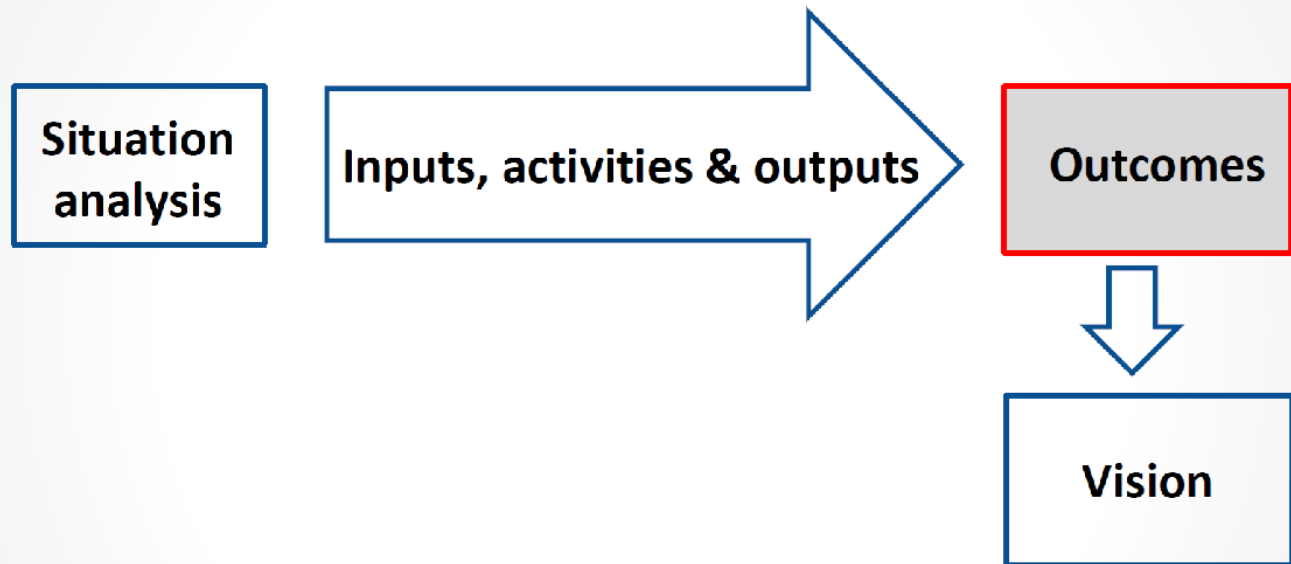 Situation
analysis
Inputs, activities & outputs
Outcomes
Vision